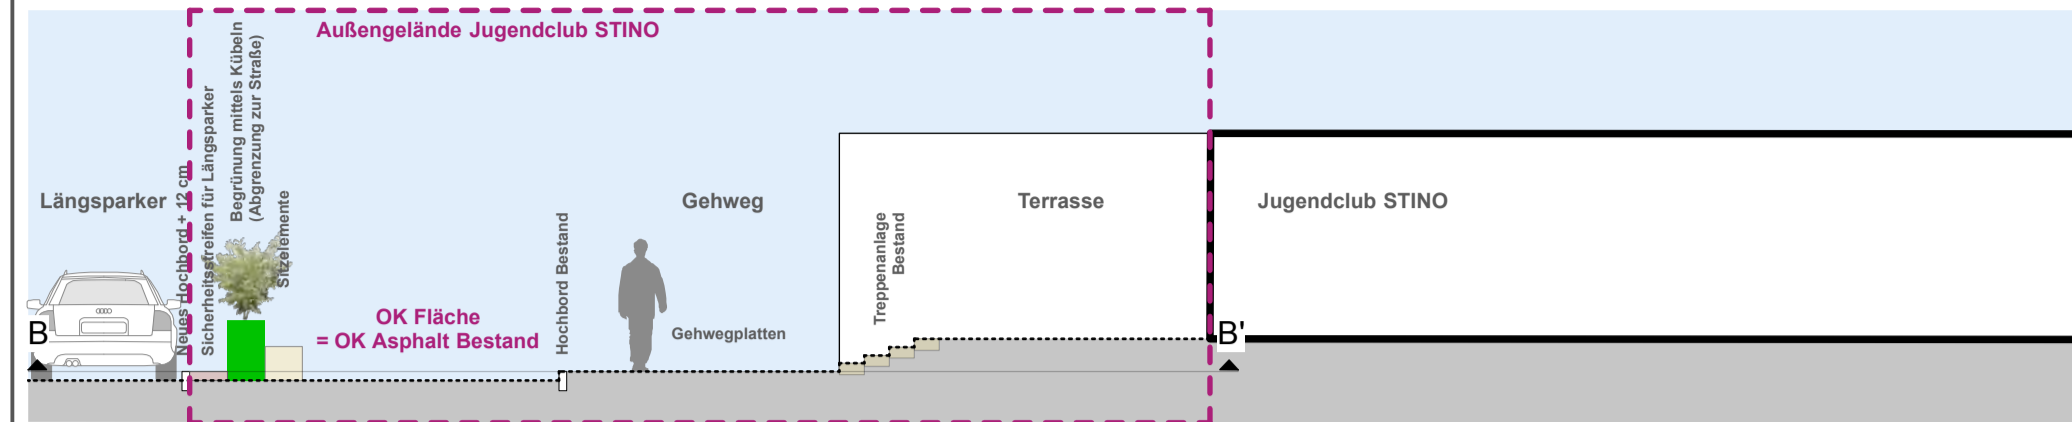 Außengelände Jugendclub STINO
Längsparker
Neues Hochbord + 12 cm
Sicherheitsstreifen für Längsparker
Begrünung mittels Kübeln
(Abgrenzung zur Straße)
Sitzelemente
OK Fläche
= OK Asphalt Bestand
Hochbord Bestand
Gehweg
Gehwegplatten
Treppenanlage
Bestand
Terrasse
Jugendclub STINO
B
B'